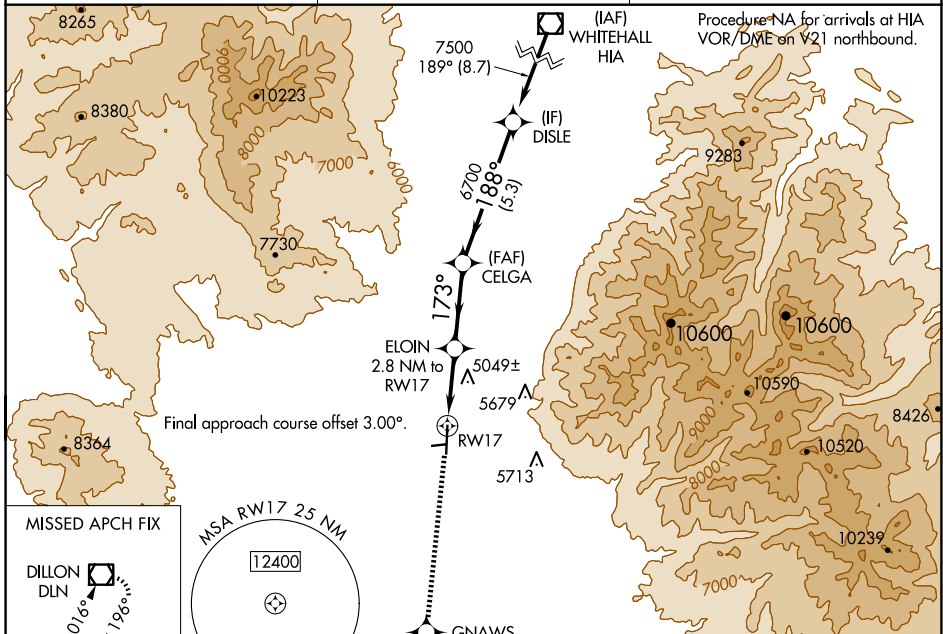 8265
(IAF)
WHITEHALL
HIA
Procedure NA for arrivals at HIA
VOR/DME on V21 northbound.
7500
189° (8.7)
9000
10223
8380
8000
7000
6000
(IF)
DISLE
9283
6700
188°
(5.3)
7730
(FAF)
CELGA
173°
10600
10600
ELOIN
2.8 NM to
RW17
5049±
5679
10590
8426
9000
Final approach course offset 3.00°.
8364
RW17
5713
10520
8000
MISSED APCH FIX
MSA RW17 25 NM
12400
10239
DILLON
DLN
016°
196°
7000
GNAWS